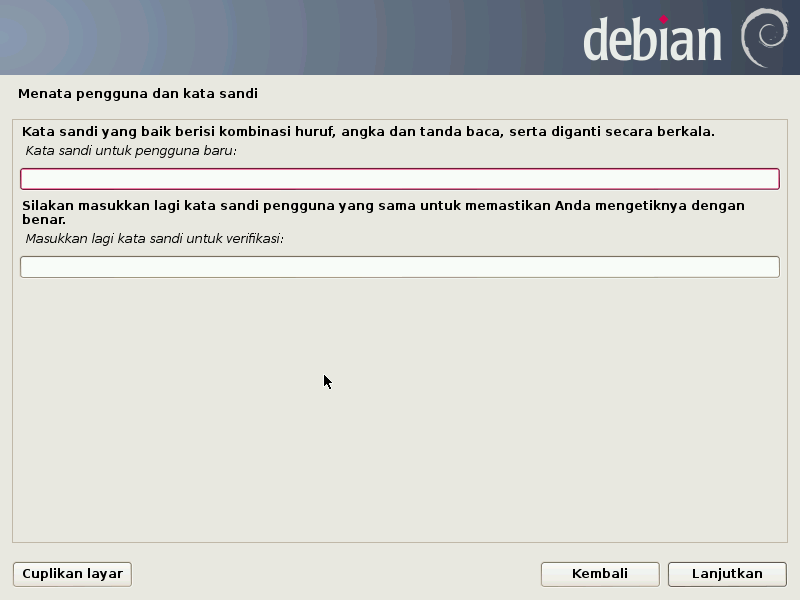 debian
Menata pengguna dan kata sandi
Kata sandi yang baik berisi kombinasi huruf, angka dan tanda baca, serta diganti secara berkala.
Kata sandi untuk pengguna baru:
Silakan masukkan lagi kata sandi pengguna yang sama untuk memastikan Anda mengetiknya dengan
benar.
Masukkan lagi kata sandi untuk verifikasi:
Cuplikan layar
Kembali
Lanjutkan